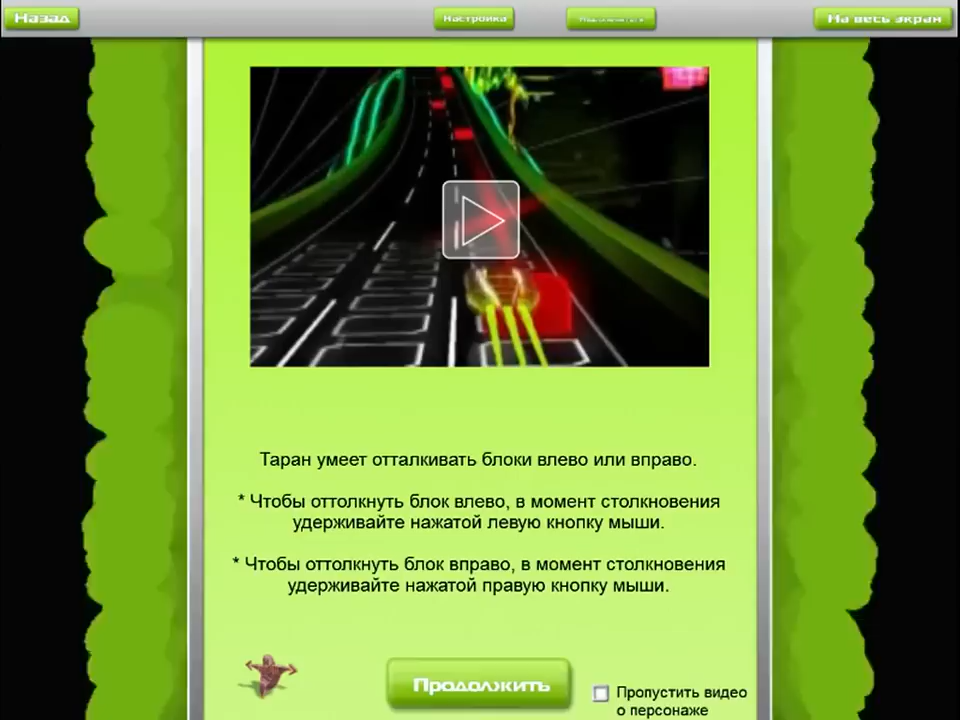 Назад
Настройка
На весь экран
Таран умеет отталкивать блоки влево или вправо.
* Чтобы оттолкнуть блок влево, в момент столкновения
удерживайте нажатой левую кнопку мыши.
* Чтобы оттолкнуть блок вправо, в момент столкновения
удерживайте нажатой правую кнопку мыши.
Продолжить
Пропустить видео
о персонаже